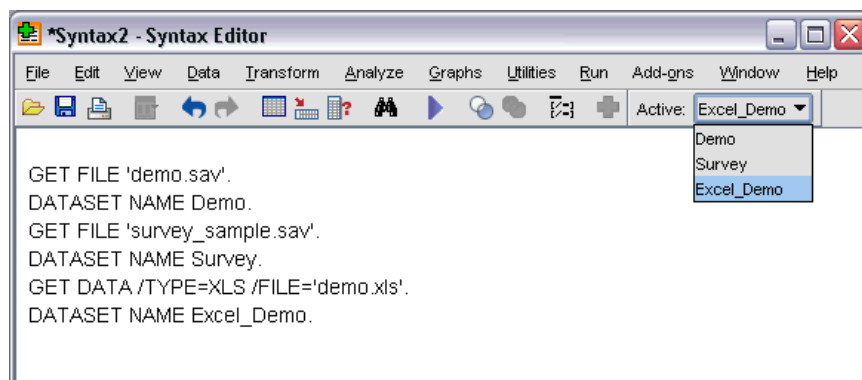 *Syntax2 - Syntax Editor
File Edit View Data Transform Analyze Graphs Utilities Run Add-ons Window Help
Active: Excel_Demo
Demo
Survey
Excel_Demo
GET FILE 'demo.sav'.
DATASET NAME Demo.
GET FILE 'survey_sample.sav'.
DATASET NAME Survey.
GET DATA /TYPE=XLS /FILE='demo.xls'.
DATASET NAME Excel_Demo.